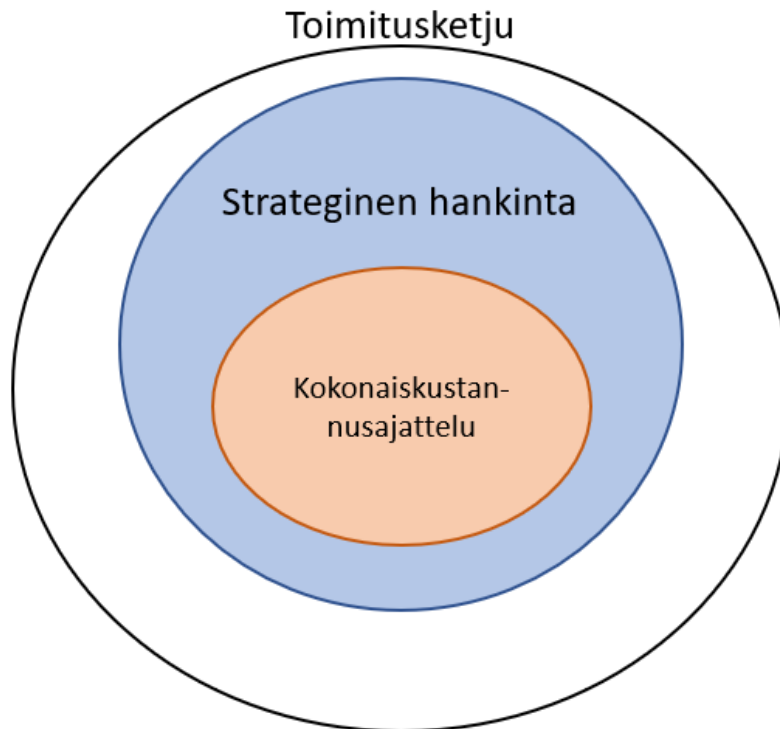 Toimitusketju
Strateginen hankinta
Kokonaiskustan-
nusajattelu